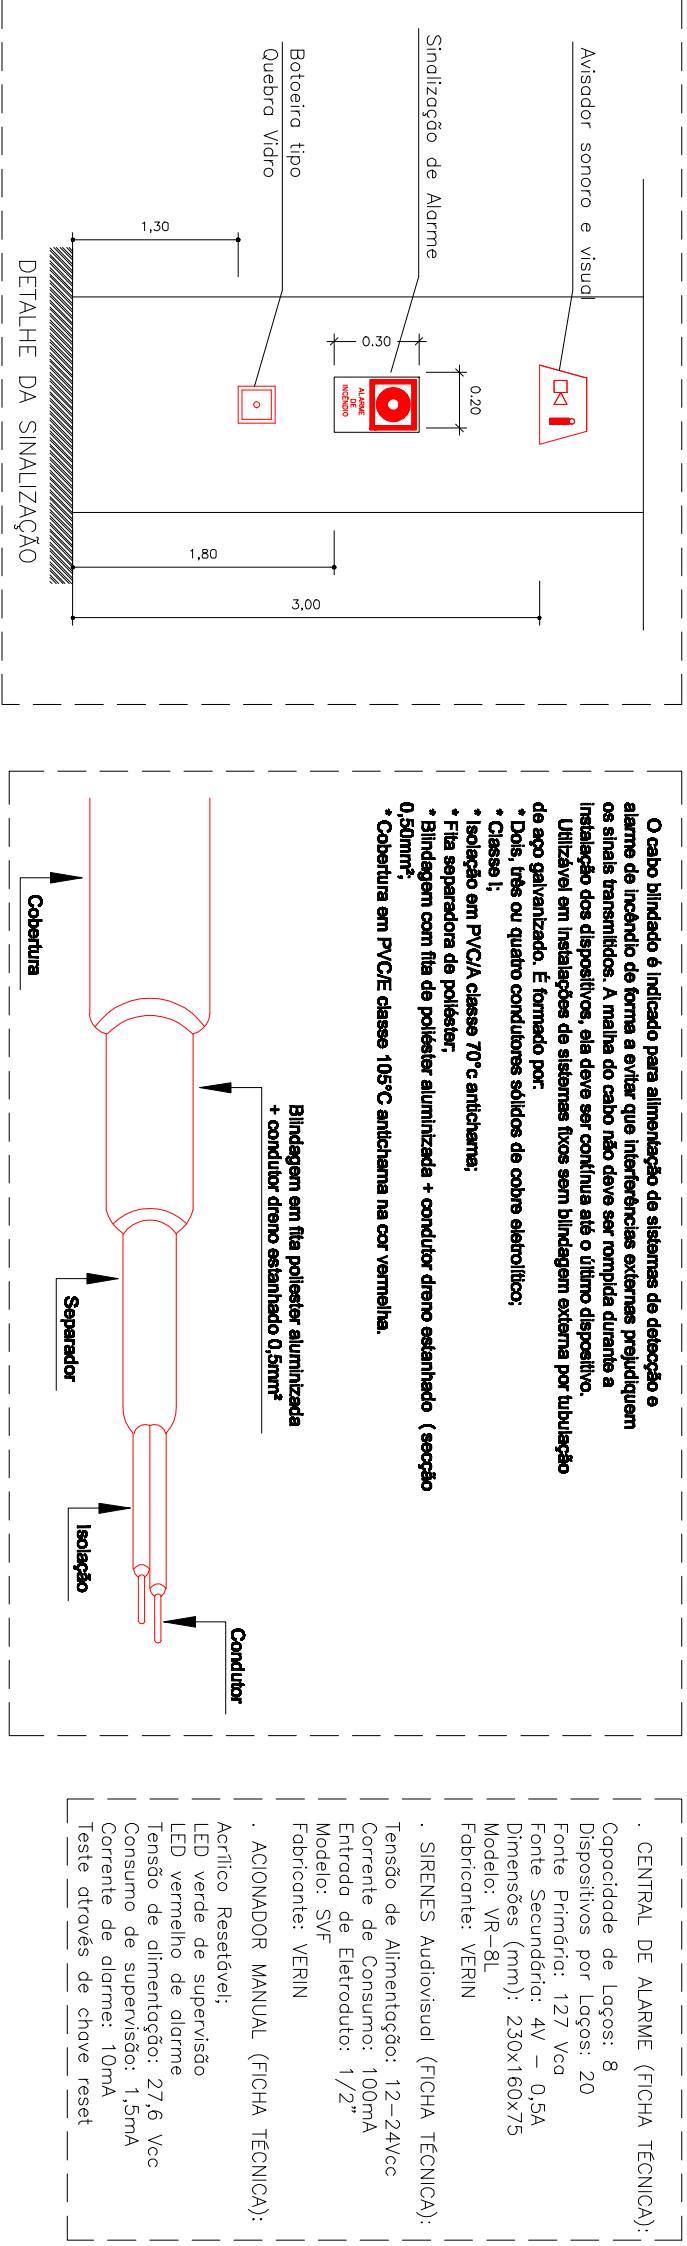 Avisador sonoro e visual
Sinalização de Alarme
Botoeira tipo
Quebra Vidro
0.20
0.30
ALARME
DE
INCÊNDIO
1,30
1,80
3,00
DETALHE DA SINALIZAÇÃO
O cabo blindado é indicado para alimentação de sistemas de detecção e
alarme de incêndio de forma a evitar que interferências externas prejudiquem
os sinais transmitidos. A malha do cabo não deve ser rompida durante a
instalação dos dispositivos, ela deve ser contínua até o último dispositivo.
Utilizável em instalações de sistemas fixos sem blindagem externa por tubulação
de aço galvanizado. É formado por:
* Dois, três ou quatro condutores sólidos de cobre eletrolítico;
* Classe I;
* Isolação em PVC/A classe 70°c antichama;
* Fita separadora de poliéster;
* Blindagem com fita de poliéster aluminizada + condutor dreno estanhado ( secção
0,50mm²;
* Cobertura em PVC/E classe 105°C antichama na cor vermelha.
Blindagem em fita poliester aluminizada
+ condutor dreno estanhado 0,5mm²
Condutor
Cobertura
Separador
Isolação
. CENTRAL DE ALARME (FICHA TÉCNICA):
Capacidade de Laços: 8
Dispositivos por Laços: 20
Fonte Primária: 127 Vca
Fonte Secundária: 4V – 0,5A
Dimensões (mm): 230x160x75
Modelo: VR–8L
Fabricante: VERIN
. SIRENES Audiovisual (FICHA TÉCNICA):
Tensão de Alimentação: 12–24Vcc
Corrente de Consumo: 100mA
Entrada de Eletroduto: 1/2"
Modelo: SVF
Fabricante: VERIN
. ACIONADOR MANUAL (FICHA TÉCNICA):
Acrílico Resetável;
LED verde de supervisão
LED vermelho de alarme
Tensão de alimentação: 27,6 Vcc
Consumo de supervisão: 1,5mA
Corrente de alarme: 10mA
Teste através de chave reset